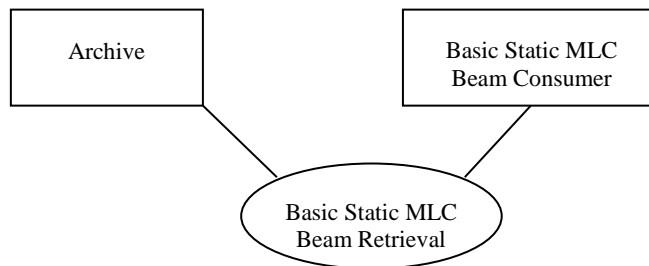 Archive
Basic Static MLC
Beam Consumer
Basic Static MLC
Beam Retrieval